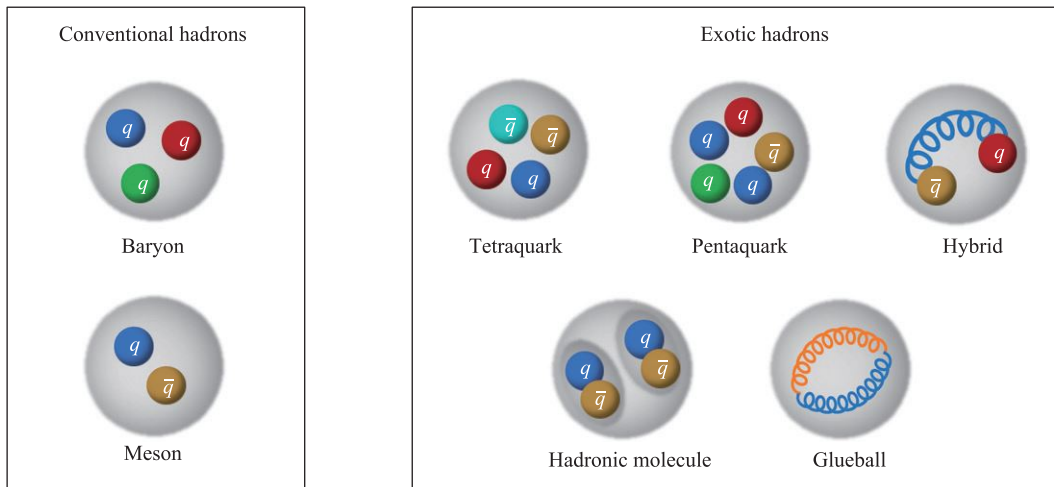 Conventional hadrons
q
q
q
Baryon
q
q̅
Meson
Exotic hadrons
q̅
q̅
q
q
Tetraquark
q
q
q̅
q
q
Pentaquark
q
q̅
Hybrid
q
q̅
q
q̅
Hadronic molecule
Glueball